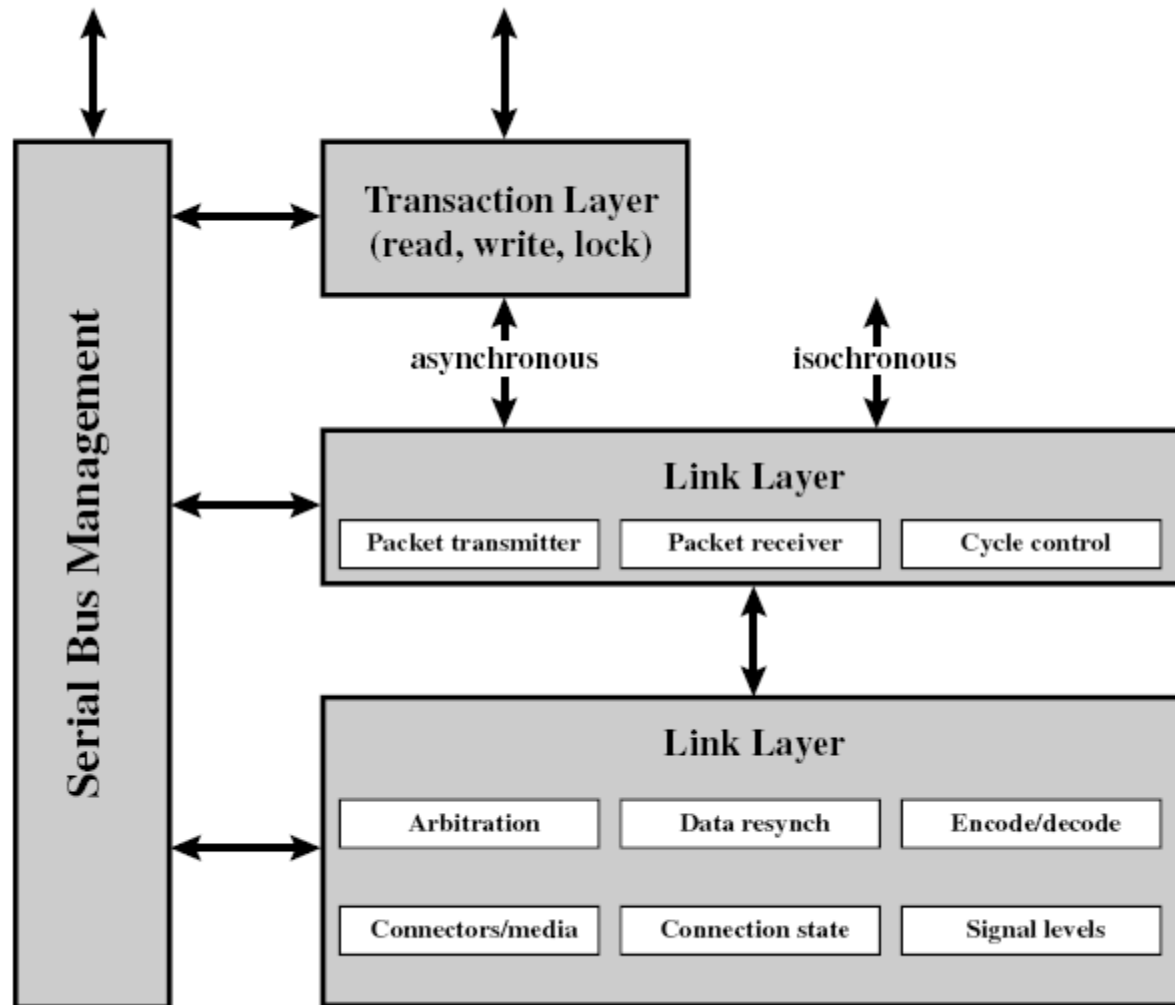 Serial Bus Management
Transaction Layer
(read, write, lock)
asynchronous
isochronous
Link Layer
Packet transmitter
Packet receiver
Cycle control
Link Layer
Arbitration
Data resynch
Encode/decode
Connectors/media
Connection state
Signal levels